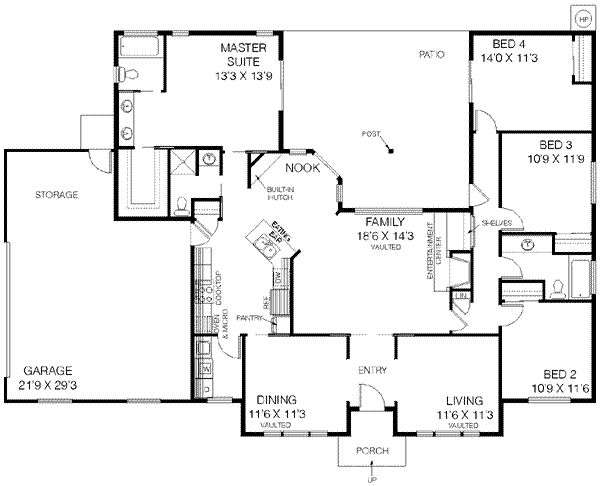 HP
MASTER
SUITE
13'3 X 13'9
PATIO
BED 4
14'0 X 11'3
POST
BED 3
10'9 X 11'9
STORAGE
NOOK
BUILT-IN
HUTCH
EATING
BAR
FAMILY
18'6 X 14'3
VAULTED
ENTERTAINMENT
CENTER
SHELVES
COOKTOP
OVEN
& MICRO.
DW
REF.
PANTRY
LIN.
GARAGE
21'9 X 29'3
ENTRY
BED 2
10'9 X 11'6
DINING
11'6 X 11'3
VAULTED
LIVING
11'6 X 11'3
VAULTED
PORCH
UP